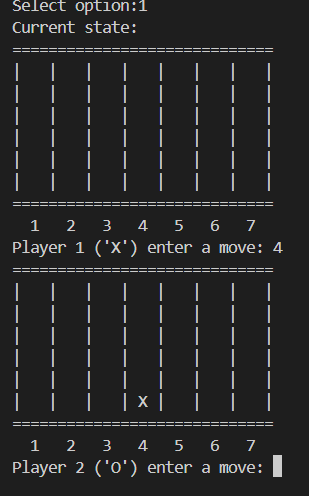 Select option:1
Current state:
=============================
|   |   |   |   |   |   |   |
|   |   |   |   |   |   |   |
|   |   |   |   |   |   |   |
|   |   |   |   |   |   |   |
|   |   |   |   |   |   |   |
|   |   |   |   |   |   |   |
=============================
  1   2   3   4   5   6   7
Player 1 ('X') enter a move: 4
=============================
|   |   |   |   |   |   |   |
|   |   |   |   |   |   |   |
|   |   |   |   |   |   |   |
|   |   |   |   |   |   |   |
|   |   |   |   |   |   |   |
|   |   |   | X |   |   |   |
=============================
  1   2   3   4   5   6   7
Player 2 ('O') enter a move: